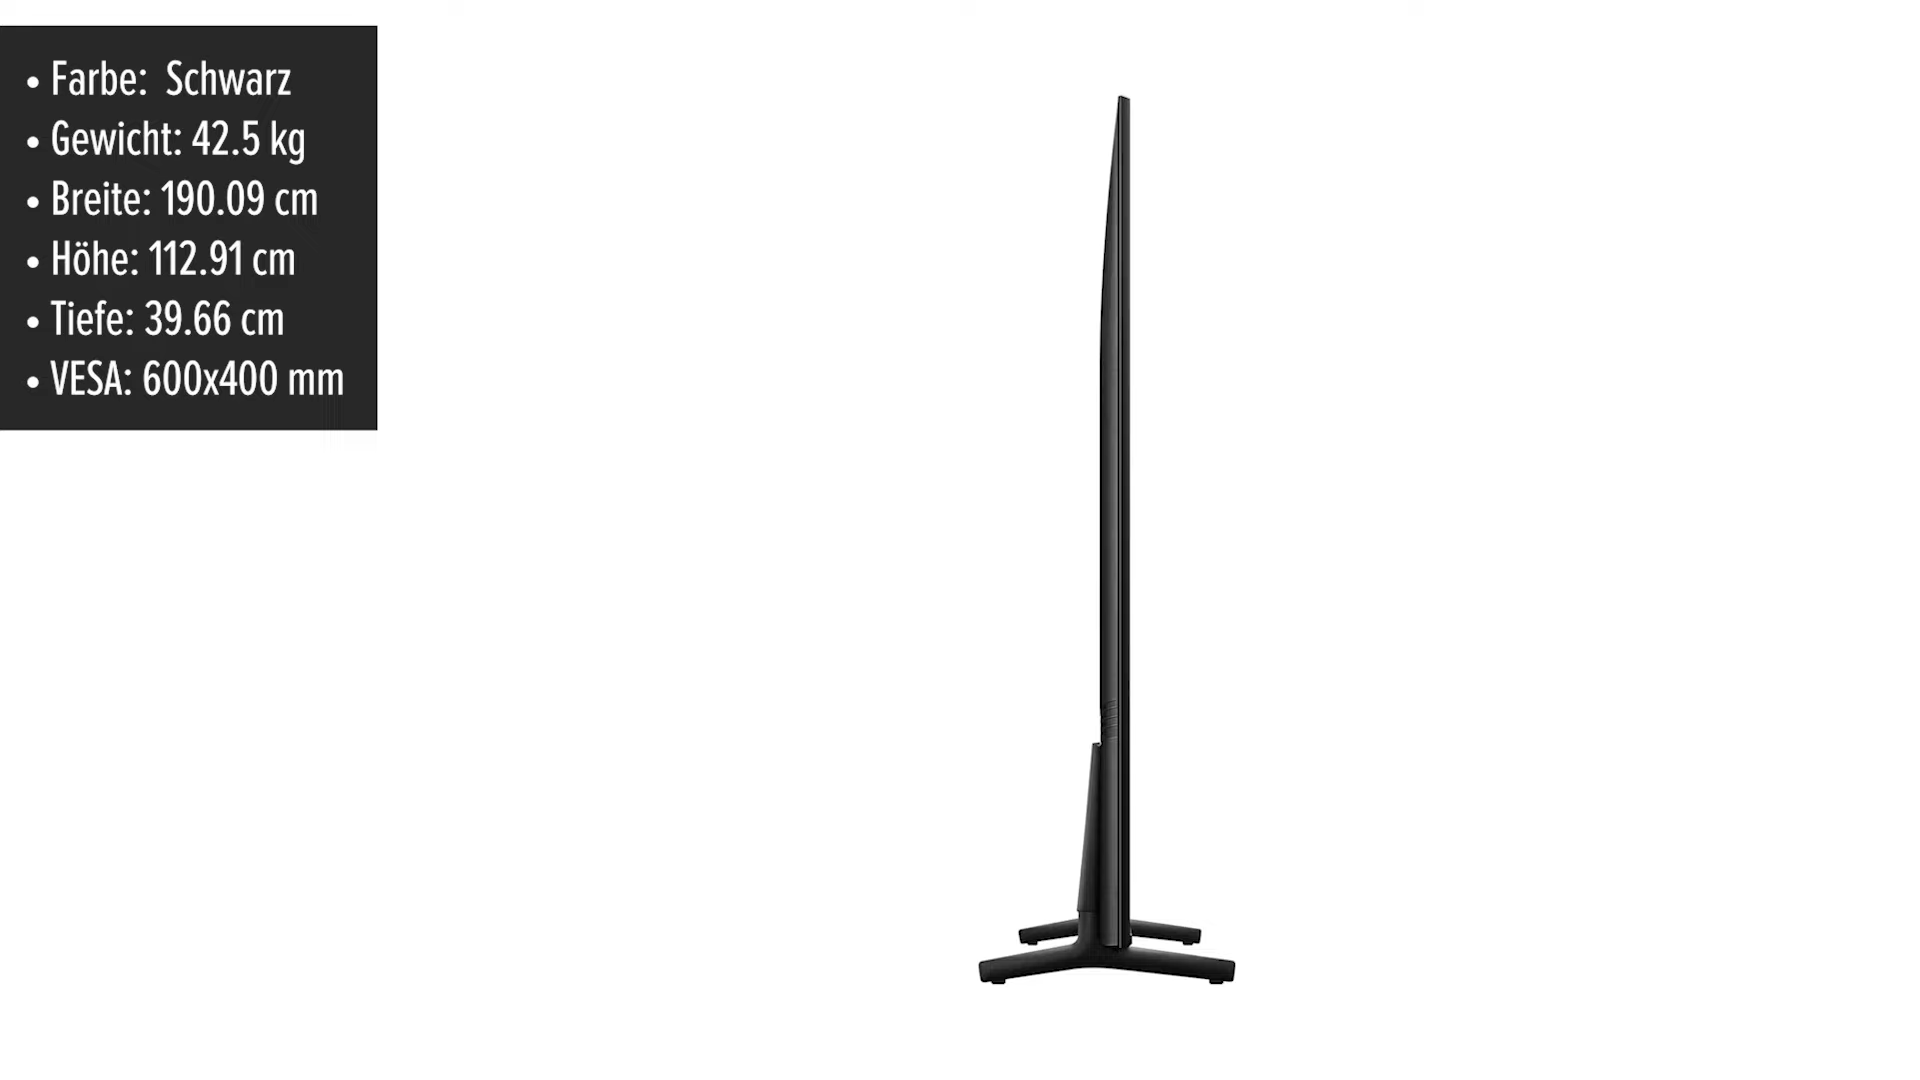 • Farbe:  Schwarz
• Gewicht: 42.5 kg
• Breite: 190.09 cm
• Höhe: 112.91 cm
• Tiefe: 39.66 cm
• VESA: 600x400 mm